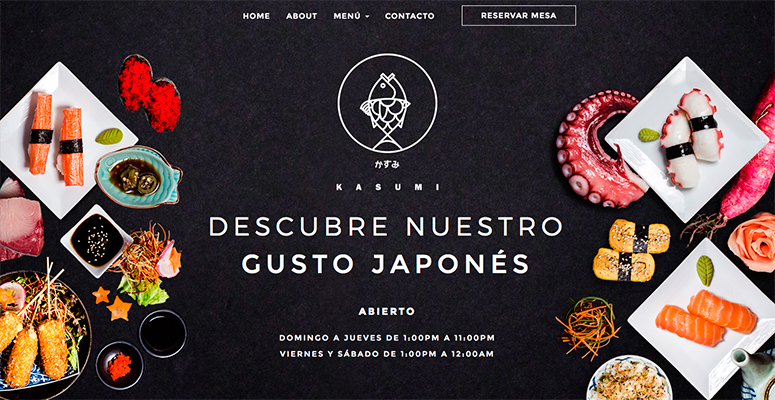 HOME ABOUT MENÚ CONTACTO RESERVAR MESA
かすみ
KASUMI
DESCUBRE NUESTRO
GUSTO JAPONÉS
ABIERTO
DOMINGO A JUEVES DE 1:00PM A 11:00PM
VIERNES Y SÁBADO DE 1:00PM A 12:00AM